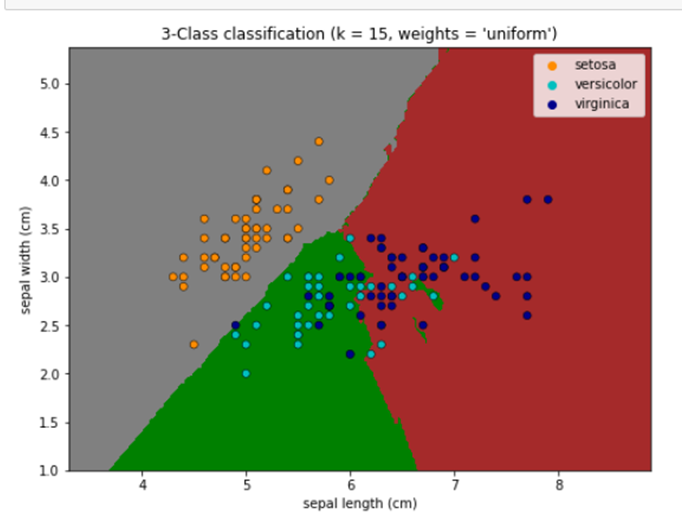 3-Class classification (k = 15, weights = 'uniform')
setosa
versicolor
virginica
5.0
4.5
4.0
3.5
3.0
2.5
2.0
1.5
1.0
sepal width (cm)
4 5 6 7 8
sepal length (cm)